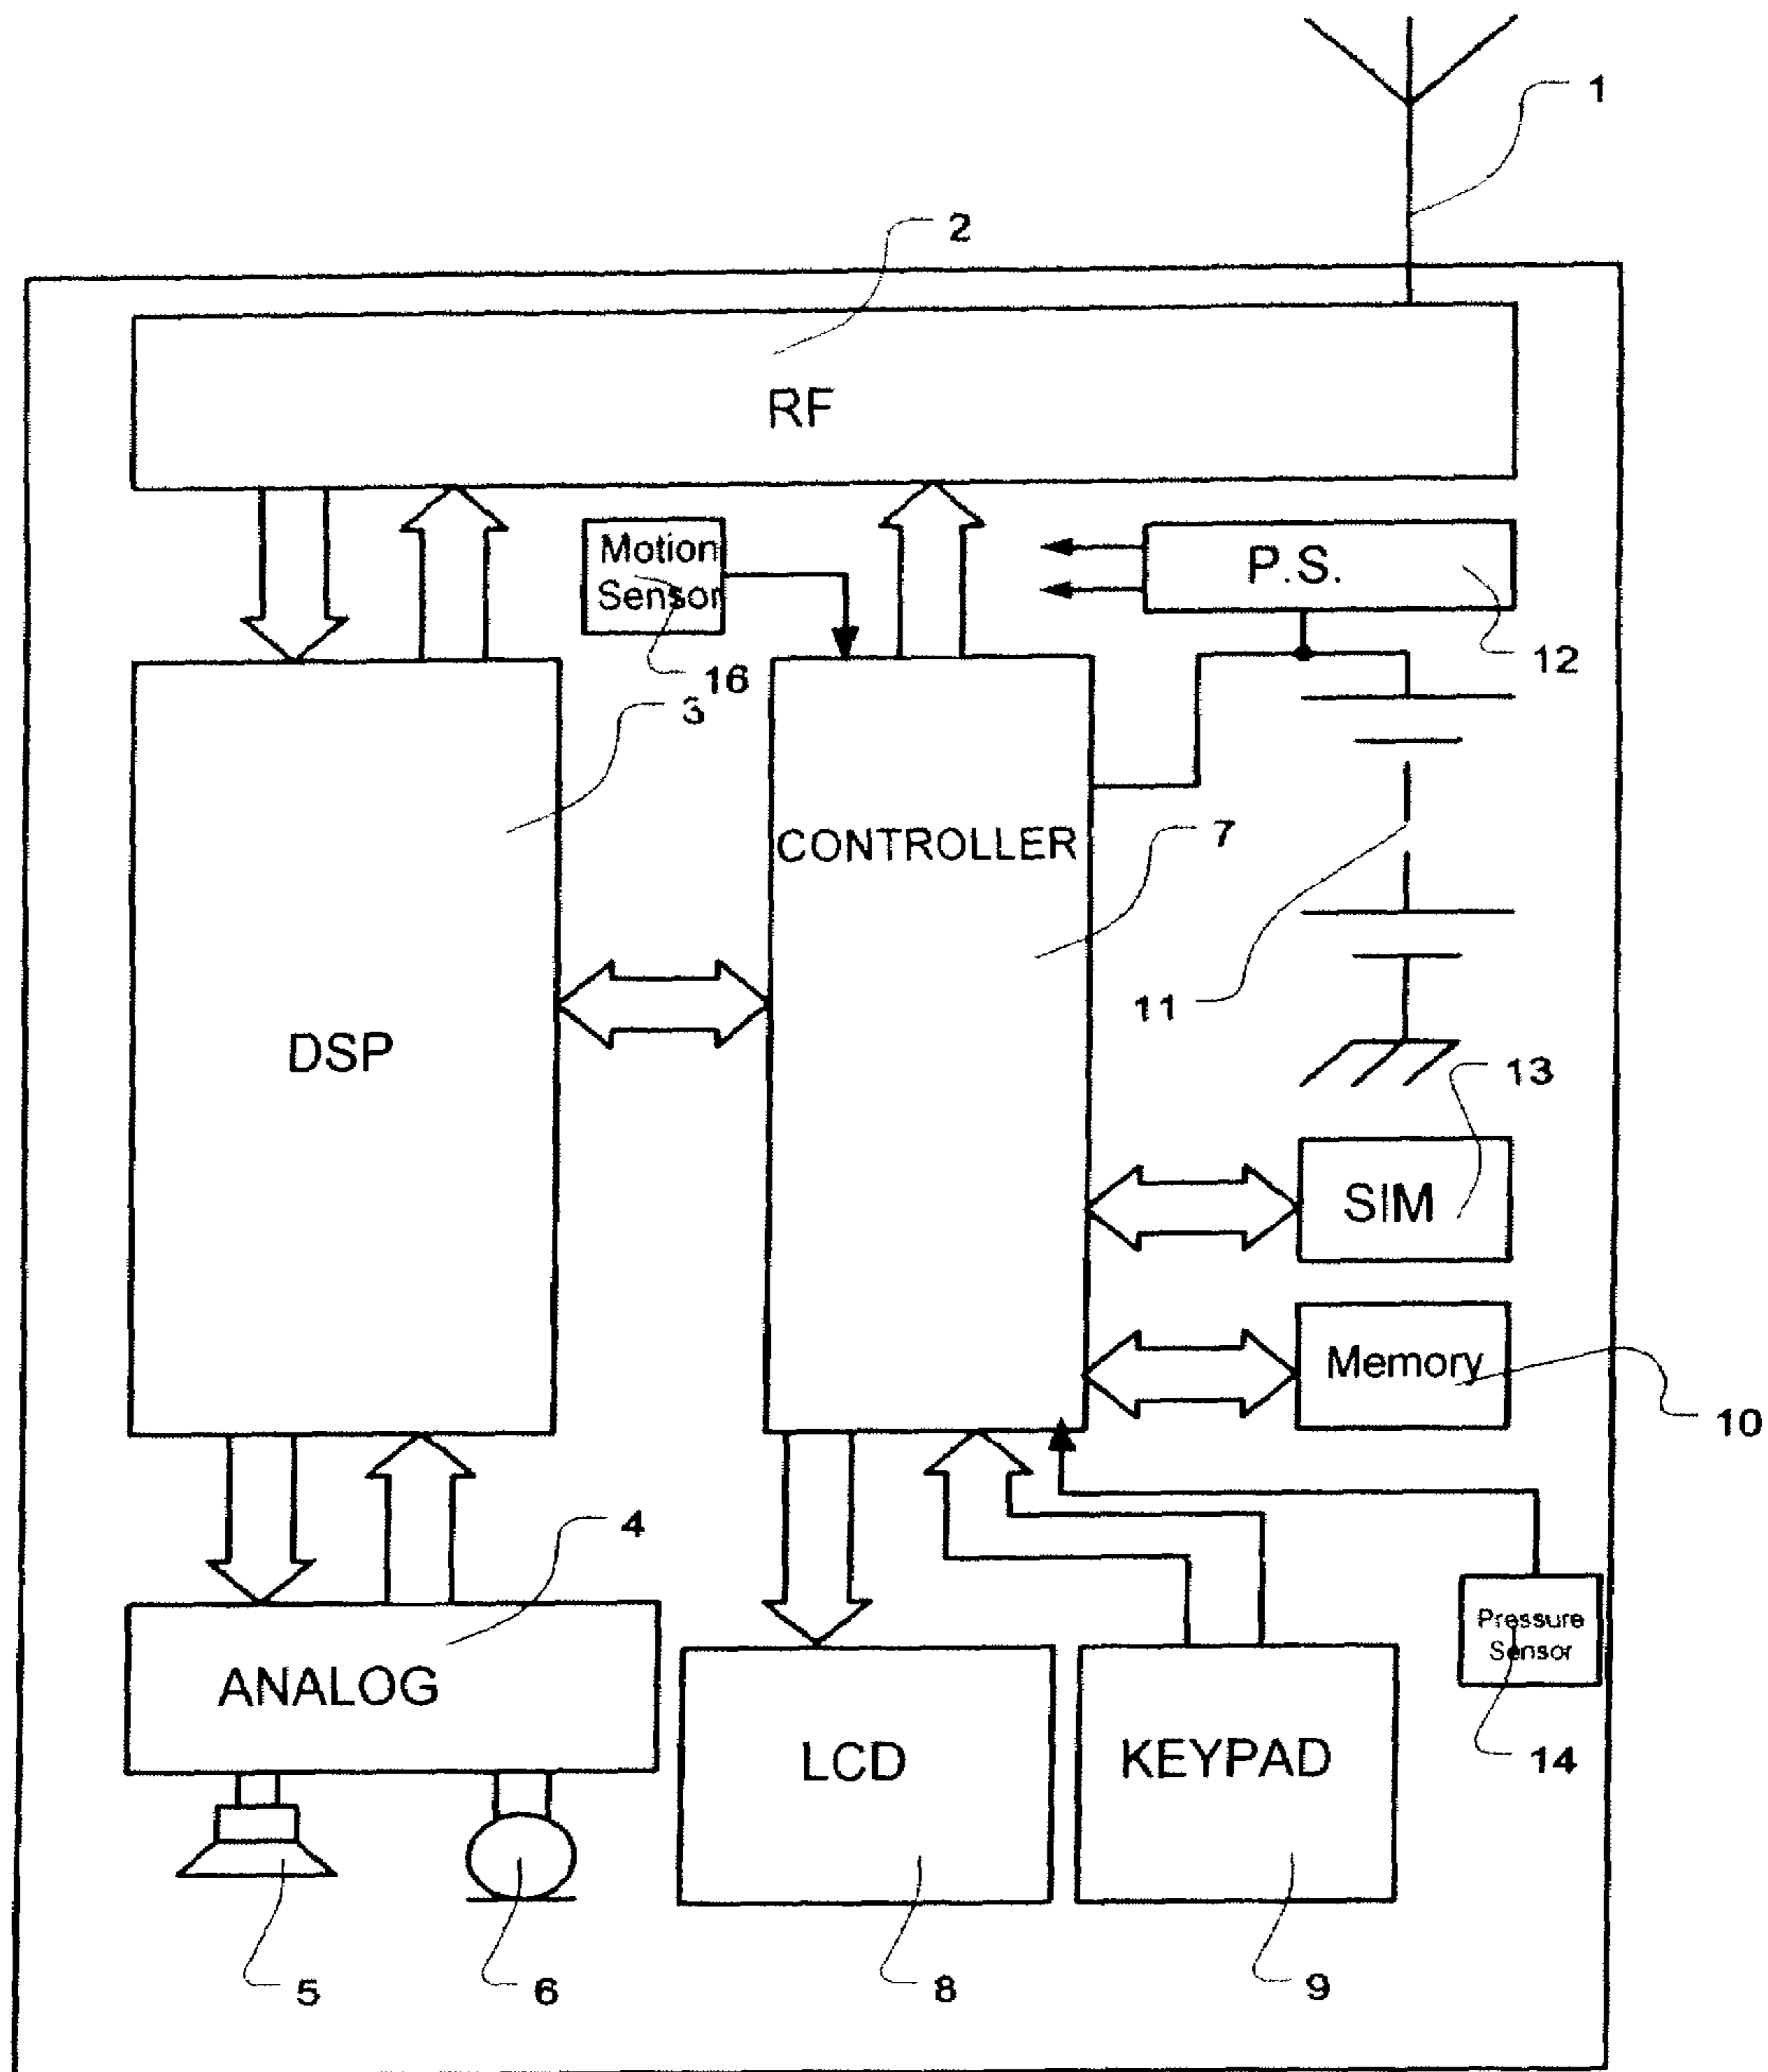 1
2
RF
Motion
Sensor
P.S.
12
16
3
CONTROLLER
7
11
DSP
13
SIM
Memory
10
4
Pressure
Sensor
ANALOG
LCD
KEYPAD
14
5
6
8
9